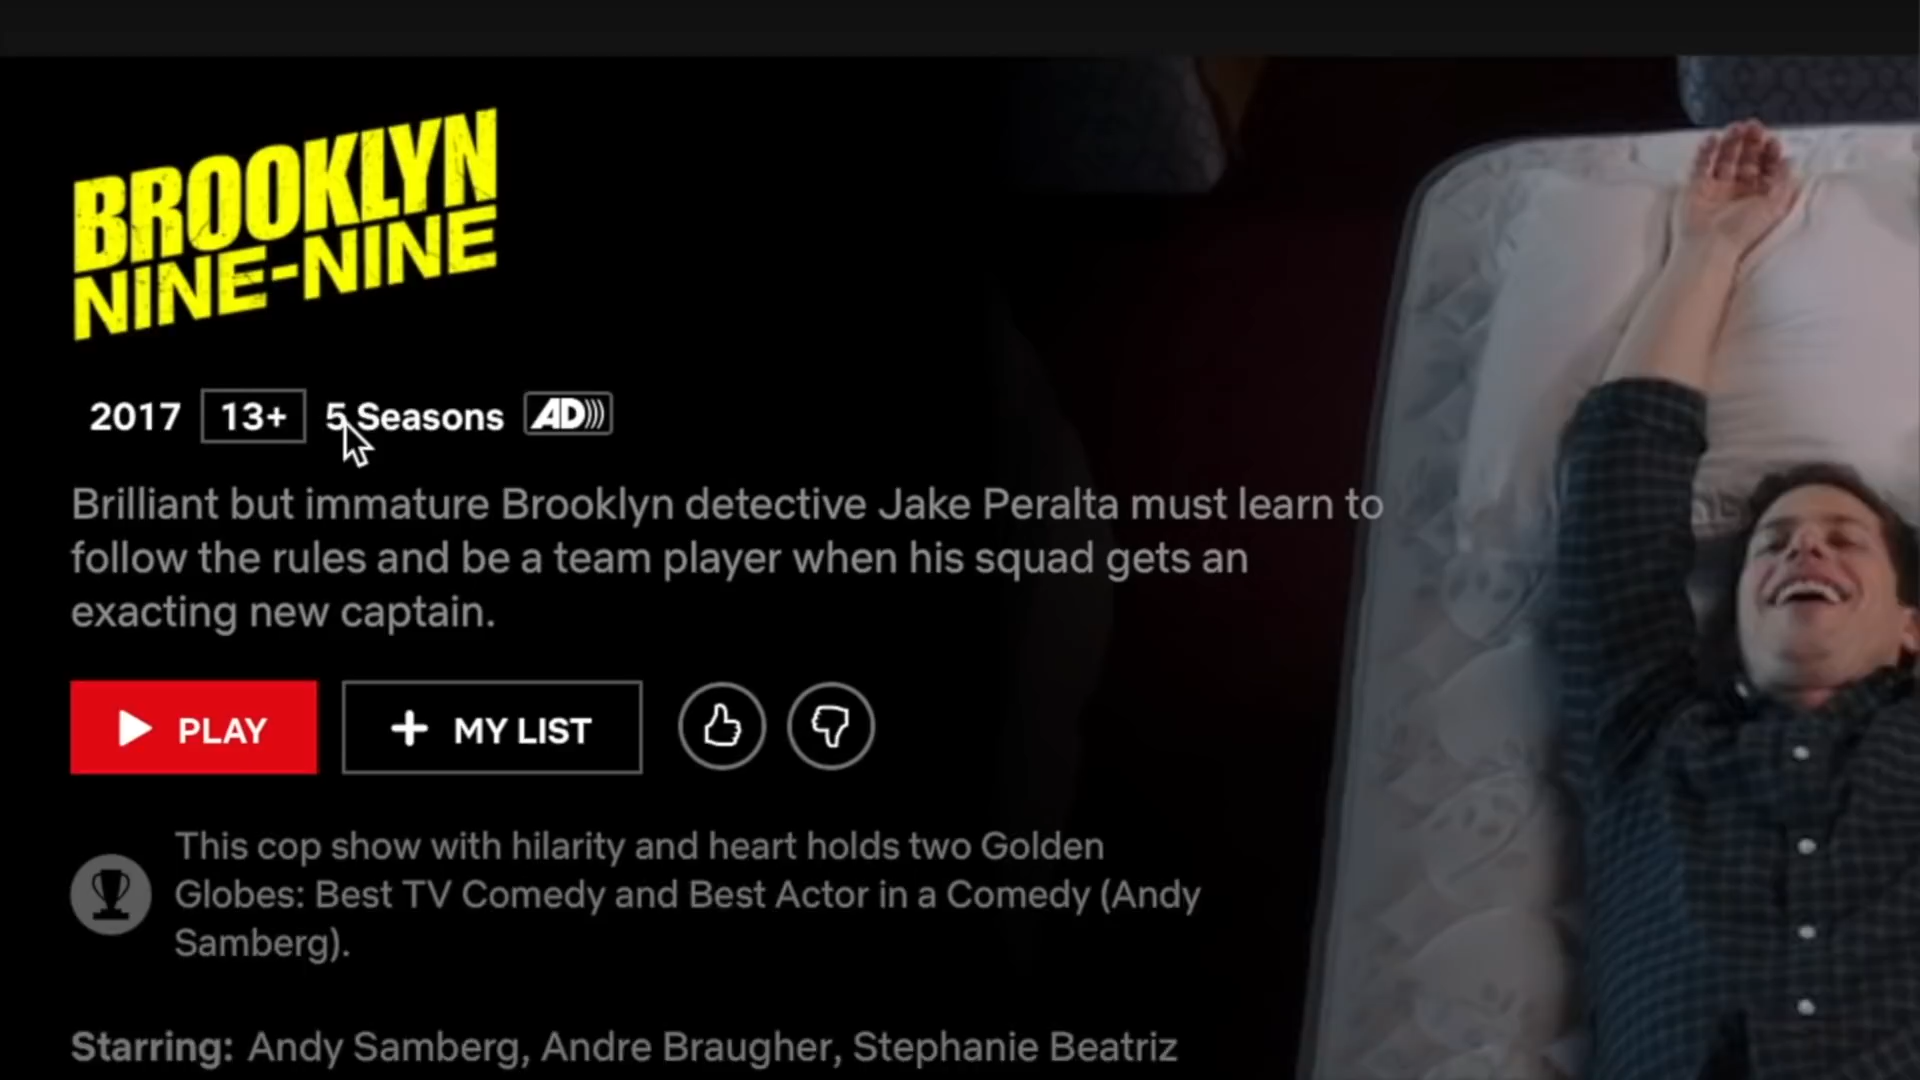 BROOKLYN
NINE-NINE
2017 13+ 5 Seasons AD
Brilliant but immature Brooklyn detective Jake Peralta must learn to
follow the rules and be a team player when his squad gets an
exacting new captain.
PLAY + MY LIST
This cop show with hilarity and heart holds two Golden
Globes: Best TV Comedy and Best Actor in a Comedy (Andy
Samberg).
Starring: Andy Samberg, Andre Braugher, Stephanie Beatriz